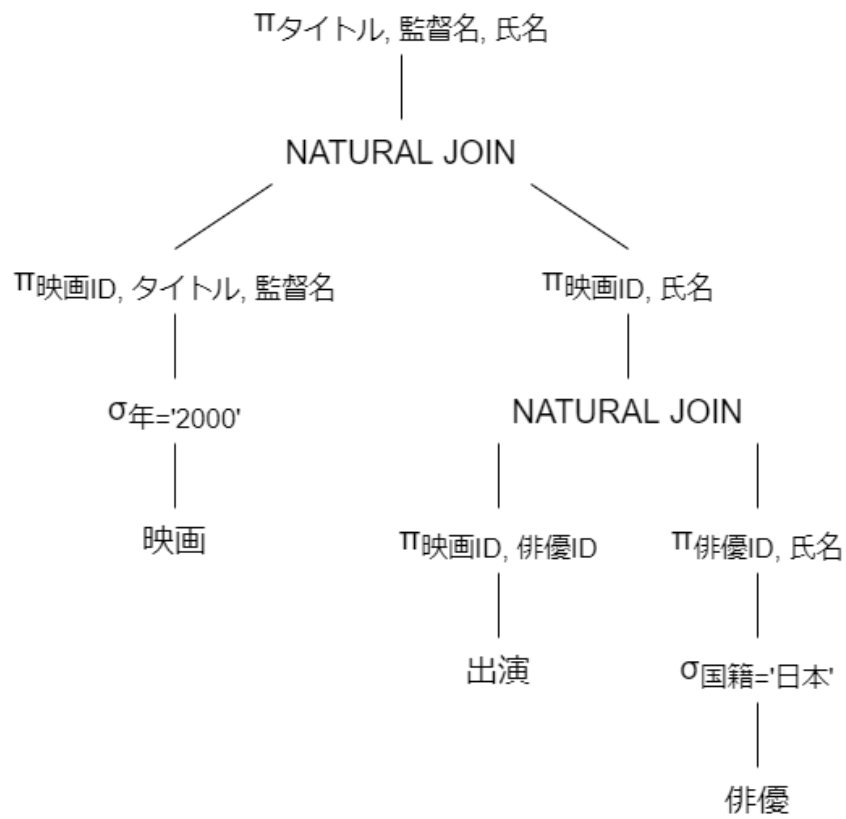 πタイトル, 監督名, 氏名
NATURAL JOIN
π映画ID, タイトル, 監督名
π映画ID, 氏名
σ年='2000'
NATURAL JOIN
映画
π映画ID, 俳優ID
π俳優ID, 氏名
出演
σ国籍='日本'
俳優